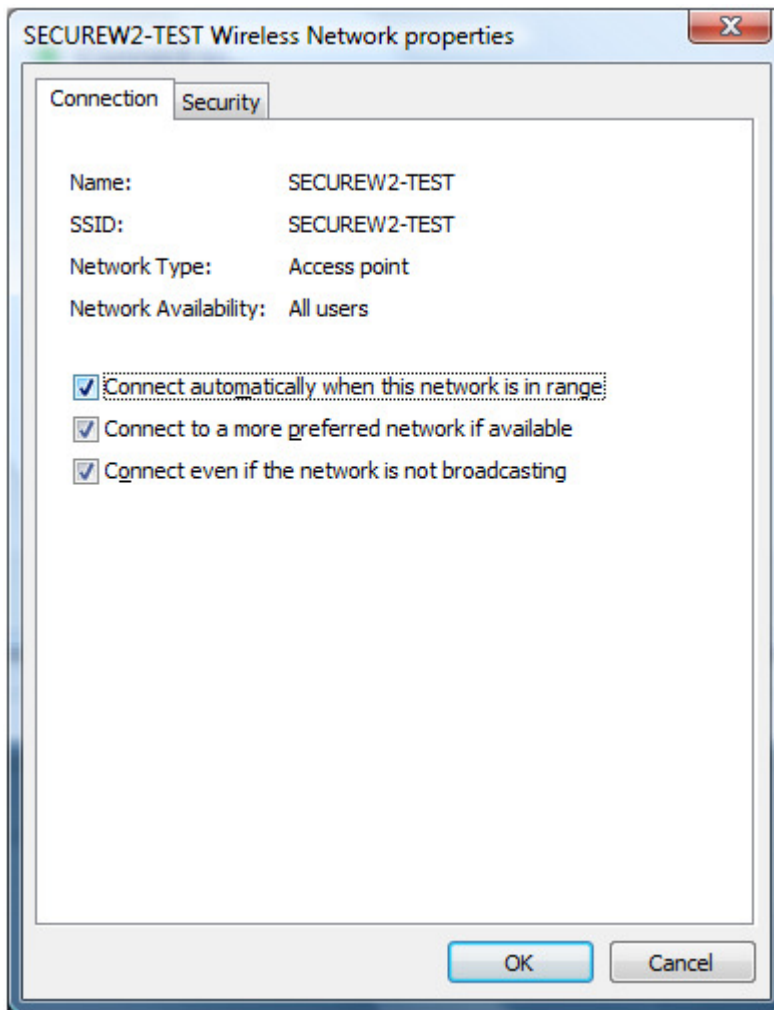 SECUREW2-TEST Wireless Network properties
Connection Security
Name: SECUREW2-TEST
SSID: SECUREW2-TEST
Network Type: Access point
Network Availability: All users
Connect automatically when this network is in range
Connect to a more preferred network if available
Connect even if the network is not broadcasting
OK Cancel